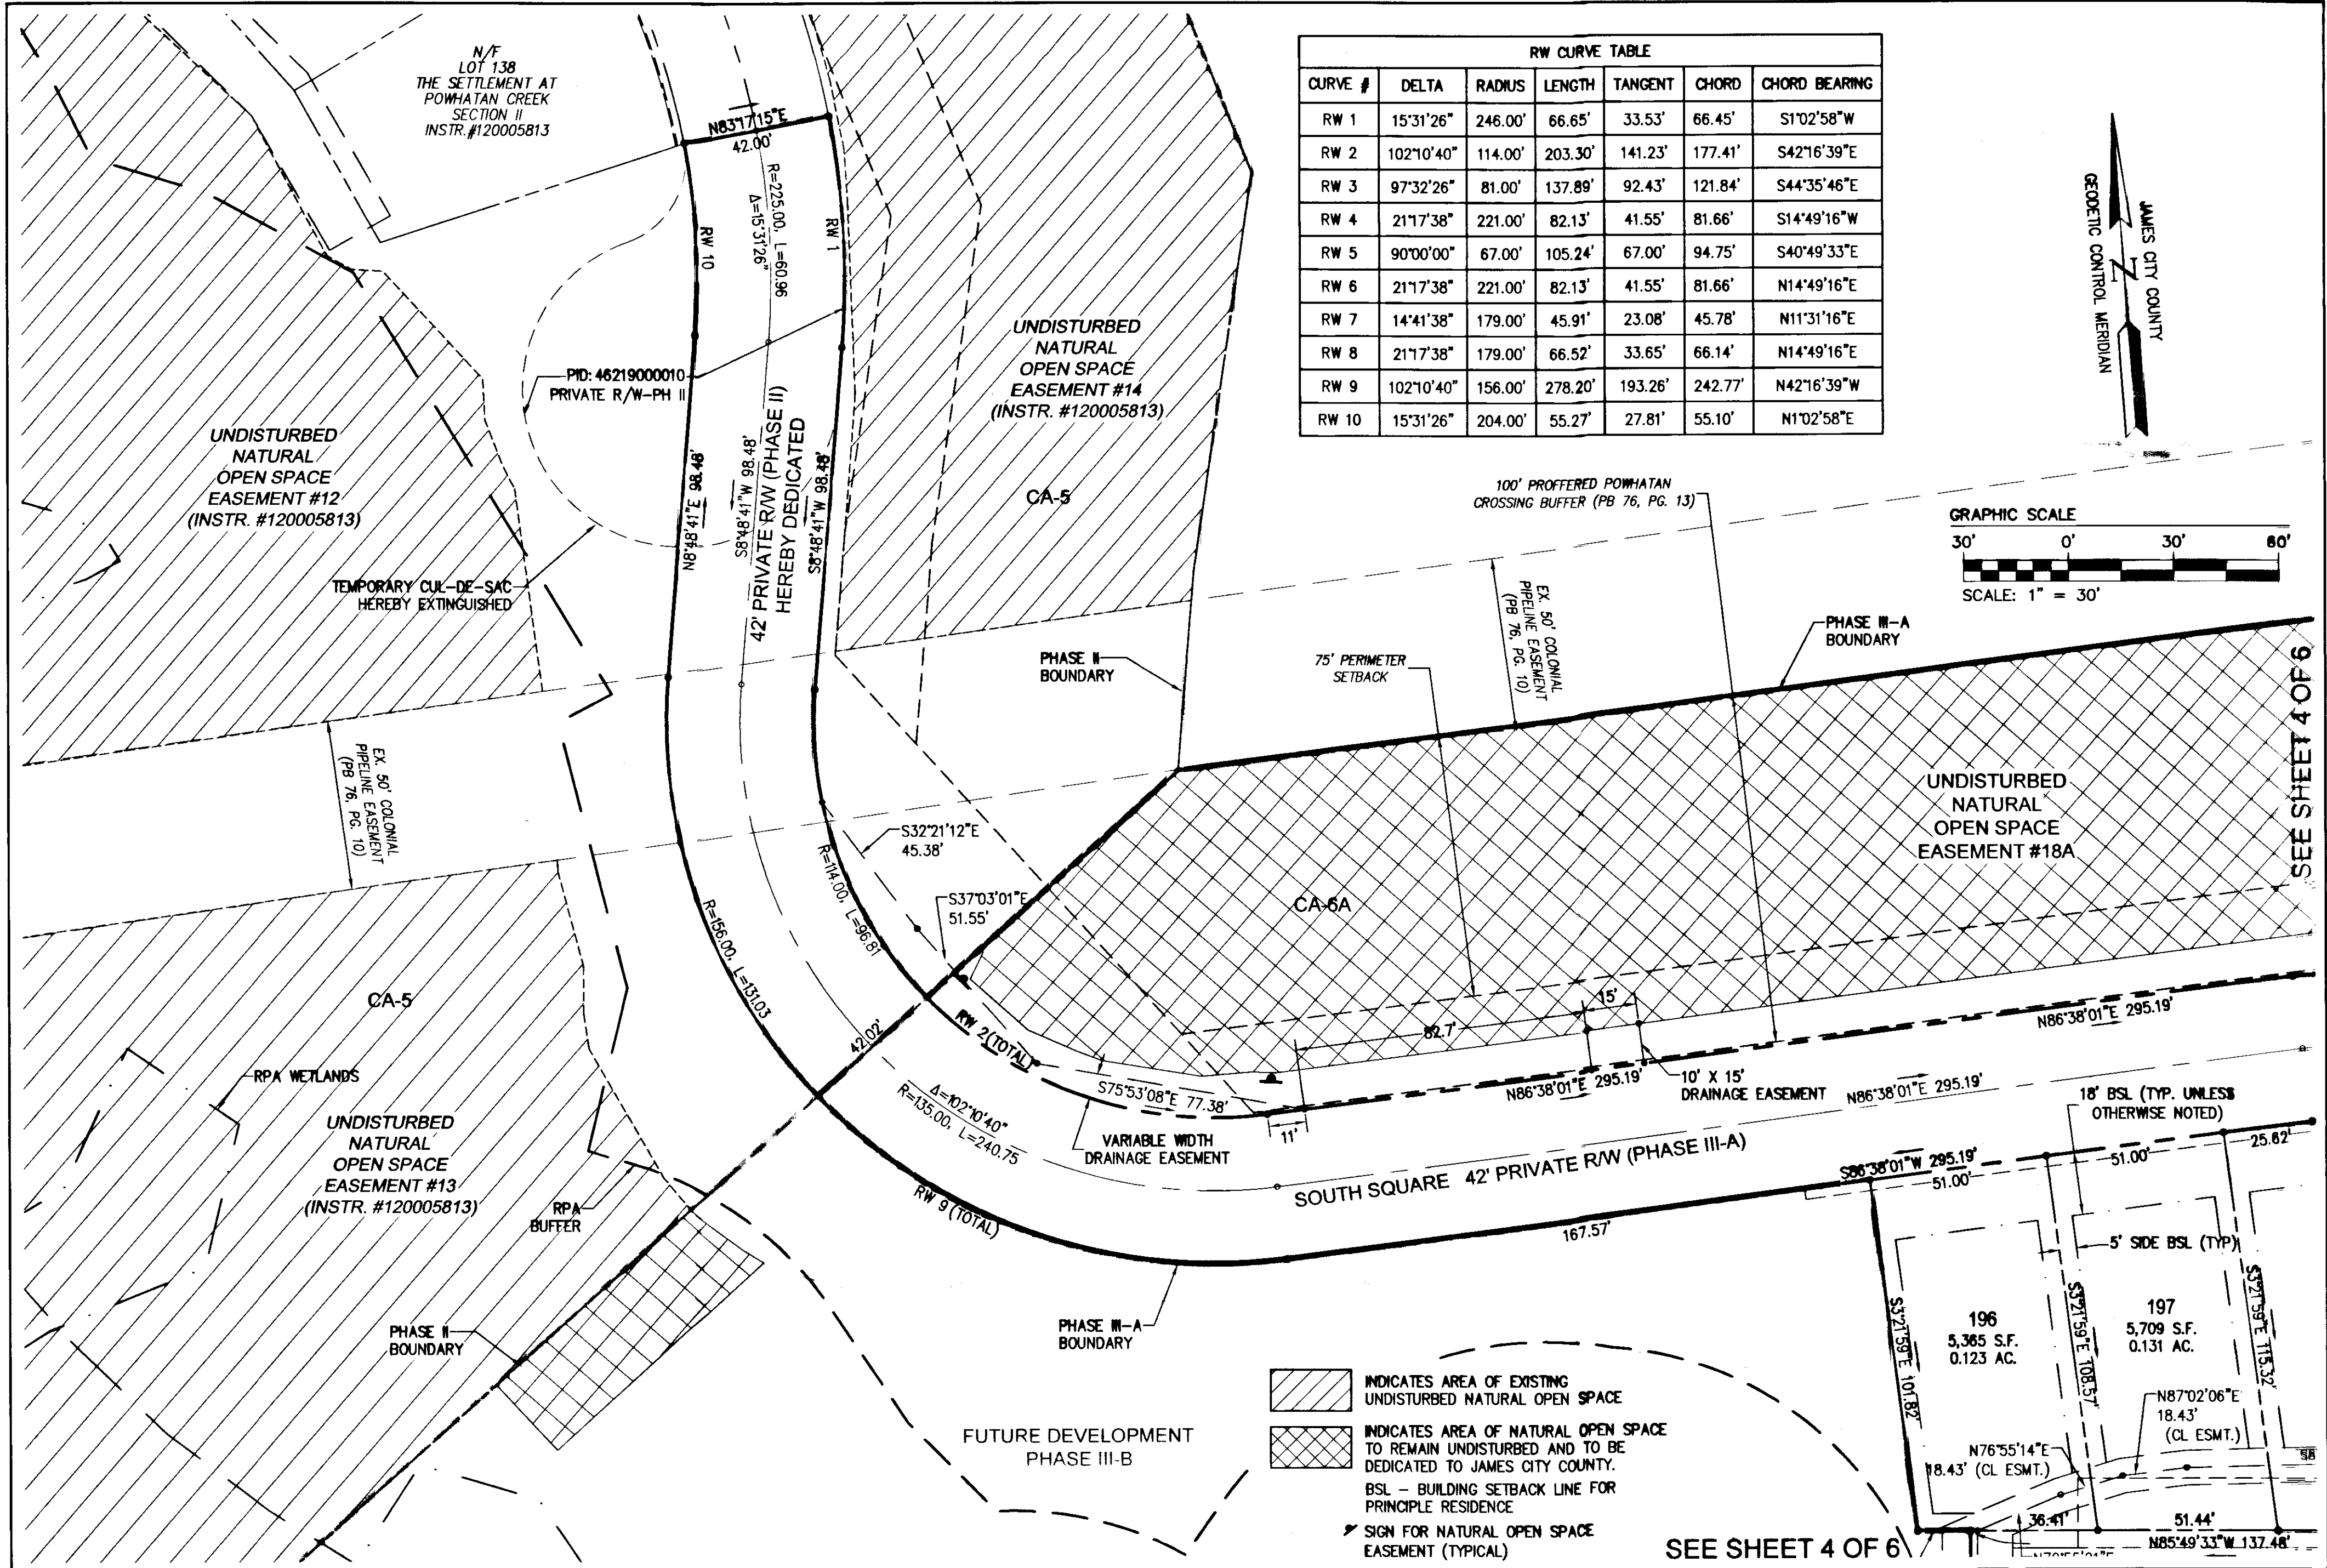 N/F
LOT 138
THE SETTLEMENT AT
POWHATAN CREEK
SECTION II
INSTR.#120005813
N83°17'15"E
42.00'
RW 10
R=225.00, L=60.96
Δ=15°31'26"
RW 1
PID: 46219000010
PRIVATE R/W-PH II
UNDISTURBED
NATURAL
OPEN SPACE
EASEMENT #14
(INSTR. #120005813)
CA-5
UNDISTURBED
NATURAL
OPEN SPACE
EASEMENT #12
(INSTR. #120005813)
N8°48'41"E 98.48'
S8°48'41"W 98.48'
42' PRIVATE R/W (PHASE II)
HEREBY DEDICATED
S8°48'41"W 98.48'
TEMPORARY CUL-DE-SAC
HEREBY EXTINGUISHED
RW CURVE TABLE
CURVE # DELTA RADIUS LENGTH TANGENT CHORD CHORD BEARING
RW 1 15°31'26" 246.00' 66.65' 33.53' 66.45' S1°02'58"W
RW 2 102°10'40" 114.00' 203.30' 141.23' 177.41' S42°16'39"E
RW 3 97°32'26" 81.00' 137.89' 92.43' 121.84' S44°35'46"E
RW 4 21°17'38" 221.00' 82.13' 41.55' 81.66' S14°49'16"W
RW 5 90°00'00" 67.00' 105.24' 67.00' 94.75' S40°49'33"E
RW 6 21°17'38" 221.00' 82.13' 41.55' 81.66' N14°49'16"E
RW 7 14°41'38" 179.00' 45.91' 23.08' 45.78' N11°31'16"E
RW 8 21°17'38" 179.00' 66.52' 33.65' 66.14' N14°49'16"E
RW 9 102°10'40" 156.00' 278.20' 193.26' 242.77' N42°16'39"W
RW 10 15°31'26" 204.00' 55.27' 27.81' 55.10' N1°02'58"E
JAMES CITY COUNTY
N
GEODETIC CONTROL MERIDIAN
GRAPHIC SCALE
30' 0' 30' 60'
SCALE: 1" = 30'
100' PROFFERED POWHATAN
CROSSING BUFFER (PB 76, PG. 13)
EX. 50' COLONIAL
PIPELINE EASEMENT
(PB 76, PG. 10)
PHASE III-A
BOUNDARY
PHASE II
BOUNDARY
75' PERIMETER
SETBACK
SEE SHEET 4 OF 6
UNDISTURBED
NATURAL
OPEN SPACE
EASEMENT #18A
CA-6A
EX. 50' COLONIAL
PIPELINE EASEMENT
(PB 76, PG. 10)
S32°21'12"E
45.38'
R=114.00, L=96.81
S37°03'01"E
51.55'
R=156.00, L=131.03
42.02'
RW 2 (TOTAL)
Δ=102°10'40"
R=135.00, L=240.75
S75°53'08"E 77.38'
VARIABLE WIDTH
DRAINAGE EASEMENT
11'
82.7'
15'
10' X 15'
DRAINAGE EASEMENT
N86°38'01"E 295.19'
N86°38'01"E 295.19'
N86°38'01"E 295.19'
SOUTH SQUARE 42' PRIVATE R/W (PHASE III-A)
RW 9 (TOTAL)
167.57'
S86°38'01"W 295.19'
51.00'
51.00'
25.62'
18' BSL (TYP. UNLESS
OTHERWISE NOTED)
5' SIDE BSL (TYP)
CA-5
RPA WETLANDS
UNDISTURBED
NATURAL
OPEN SPACE
EASEMENT #13
(INSTR. #120005813)
RPA
BUFFER
PHASE II
BOUNDARY
PHASE III-A
BOUNDARY
FUTURE DEVELOPMENT
PHASE III-B
S3°21'59"E 101.82'
196
5,365 S.F.
0.123 AC.
S3°21'59"E 108.57'
197
5,709 S.F.
0.131 AC.
S3°21'59"E 115.32'
N87°02'06"E
18.43'
(CL ESMT.)
N76°55'14"E
18.43' (CL ESMT.)
36.41'
51.44'
N85°49'33"W 137.48'
INDICATES AREA OF EXISTING
UNDISTURBED NATURAL OPEN SPACE
INDICATES AREA OF NATURAL OPEN SPACE
TO REMAIN UNDISTURBED AND TO BE
DEDICATED TO JAMES CITY COUNTY.
BSL – BUILDING SETBACK LINE FOR
PRINCIPLE RESIDENCE
SIGN FOR NATURAL OPEN SPACE
EASEMENT (TYPICAL)
SEE SHEET 4 OF 6